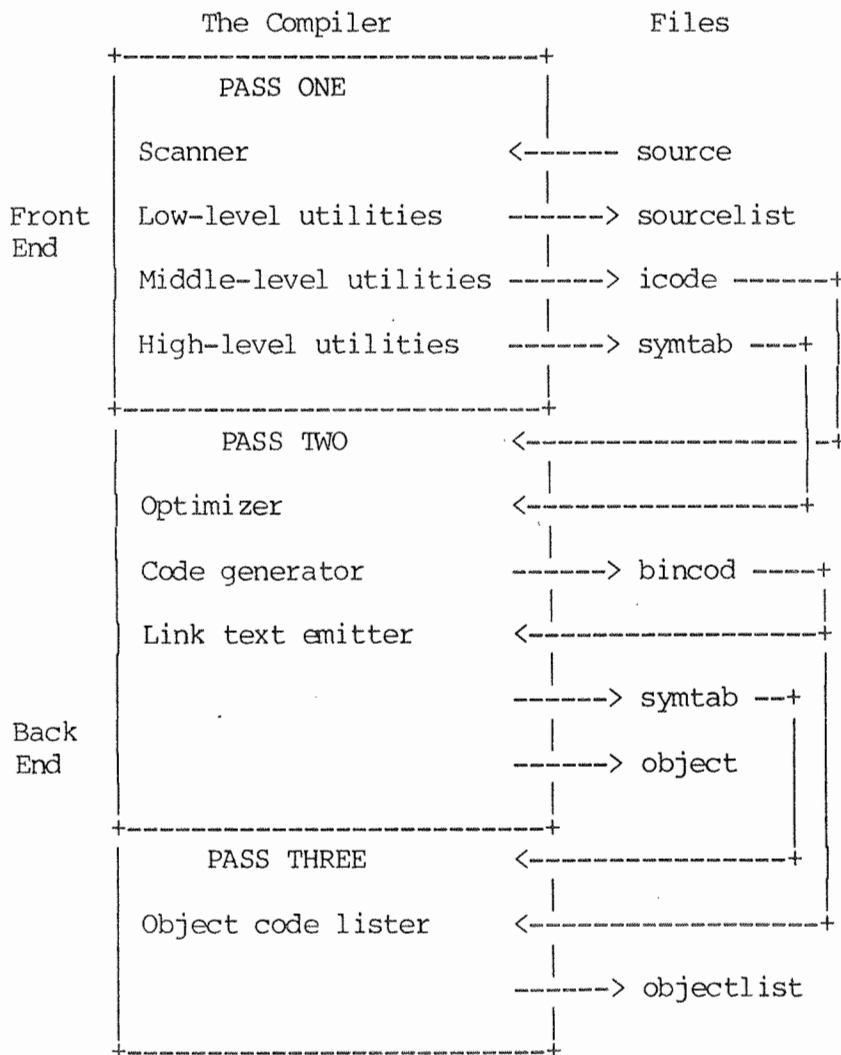 The Compiler Files
PASS ONE
Scanner <------ source
Front Low-level utilities ------> sourcelist
End
Middle-level utilities ------> icode ------+
High-level utilities ------> symtab ----+
PASS TWO
Optimizer
Code generator ------> bincod -----+
Link text emitter
------> symtab --+
Back
End ------> object
PASS THREE
Object code lister
------> objectlist